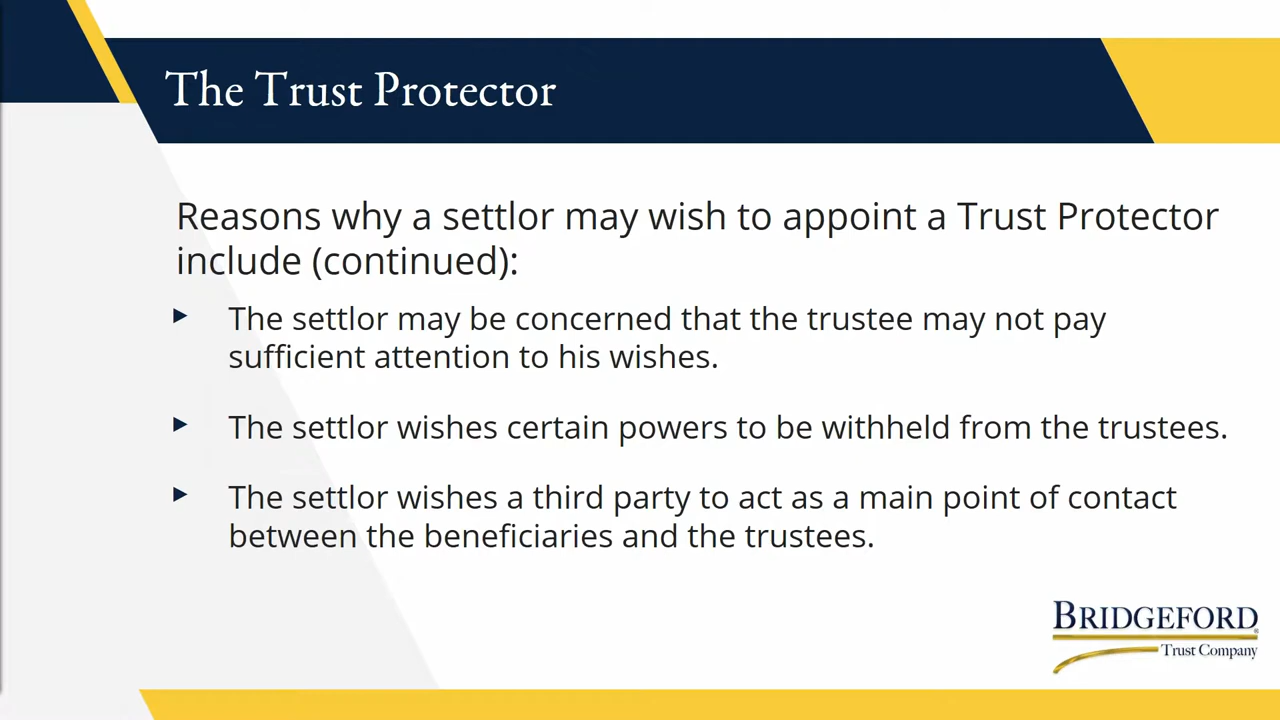 The Trust Protector
Reasons why a settlor may wish to appoint a Trust Protector
include (continued):
The settlor may be concerned that the trustee may not pay
sufficient attention to his wishes.
The settlor wishes certain powers to be withheld from the trustees.
The settlor wishes a third party to act as a main point of contact
between the beneficiaries and the trustees.
BRIDGEFORD®
Trust Company